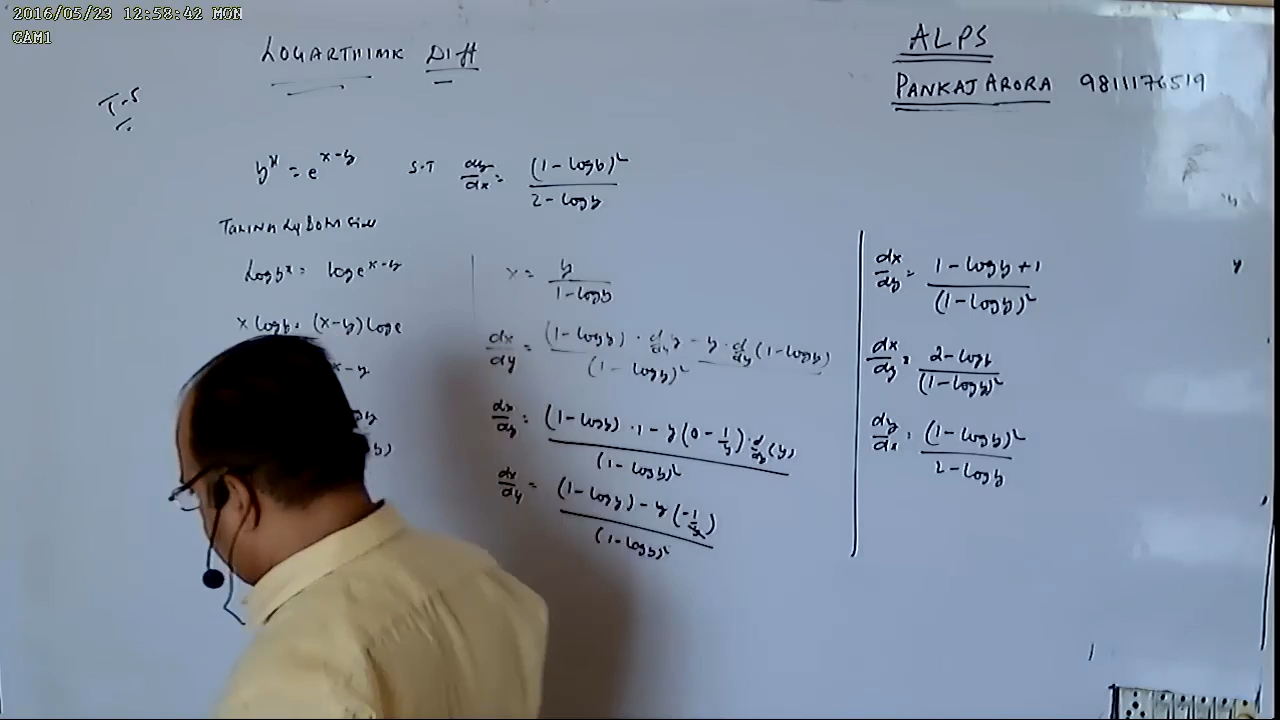 2016/05/23 12:58:42 MON
CAM1
LOGARTHIMK Diff
ALPS
PANKAJ ARORA 9811176519
T-S
y^x = e^(x-y) S.T dy/dx = (1-logy)²/(2-logy)
Taking log Both Side
Log y^x = log e^(x-y)
x logy = (x-y) loge
x-y
x = y/(1-logy)
dx/dy = ((1-logy) · d/dy y - y · d/dy (1-logy))/(1-logy)²
dx/dy = ((1-logy) · 1 - y(0 - 1/y) · d/dy (y))/(1-logy)²
dx/dy = ((1-logy) - y(-1/y))/(1-logy)²
dx/dy = (1-logy+1)/(1-logy)²
dx/dy = (2-logy)/(1-logy)²
dy/dx = (1-logy)²/(2-logy)